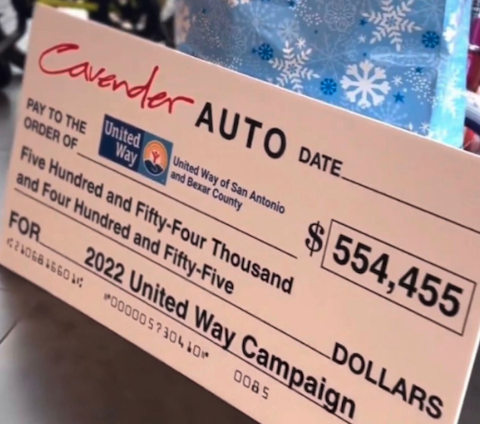 Cavender AUTO
DATE
PAY TO THE
ORDER OF
United
Way
United Way of San Antonio
and Bexar County
$ 554,455
Five Hundred and Fifty-Four Thousand
and Four Hundred and Fifty-Five
DOLLARS
FOR 2022 United Way Campaign
0085